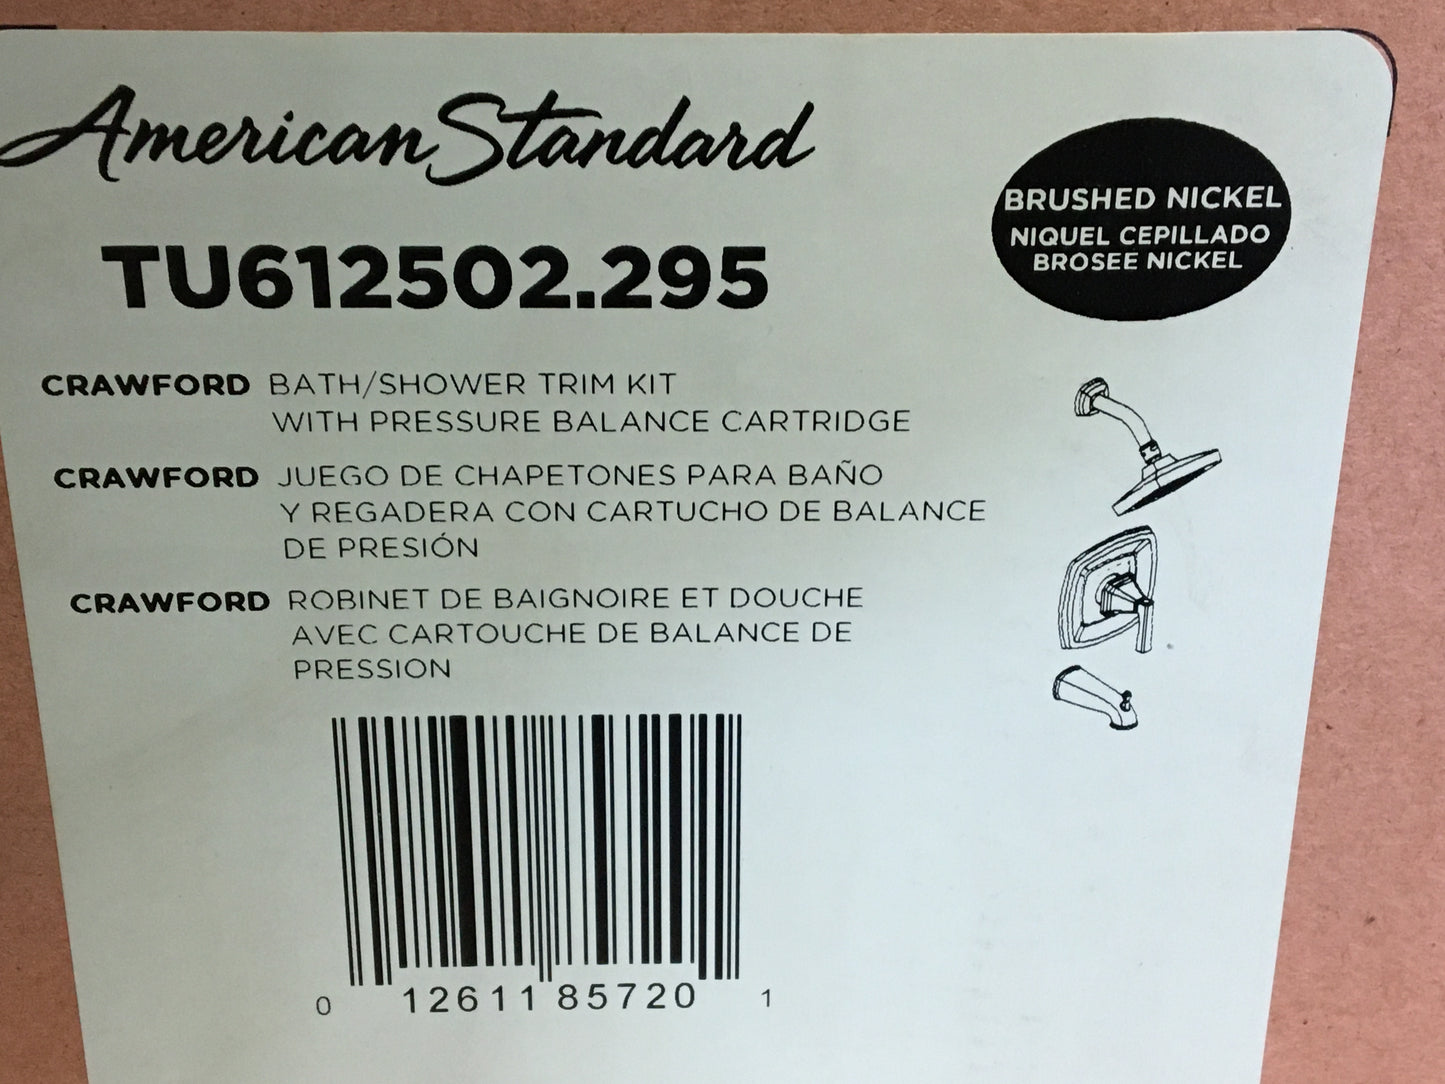 American Standard
BRUSHED NICKEL
NIQUEL CEPILLADO
BROSEE NICKEL
TU612502.295
CRAWFORD BATH/SHOWER TRIM KIT
WITH PRESSURE BALANCE CARTRIDGE
CRAWFORD JUEGO DE CHAPETONES PARA BAÑO
Y REGADERA CON CARTUCHO DE BALANCE
DE PRESIÓN
CRAWFORD ROBINET DE BAIGNOIRE ET DOUCHE
AVEC CARTOUCHE DE BALANCE DE
PRESSION
0 12611 85720 1